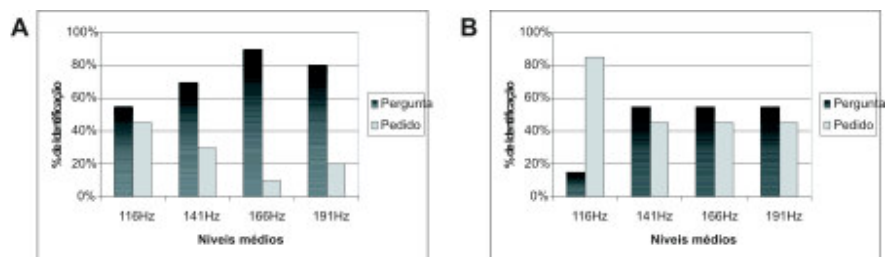 A
100%
80%
60%
40%
20%
0%
% de Identificação
116Hz 141Hz 166Hz 191Hz
Níveis médios
Pergunta
Pedido
B
100%
80%
60%
40%
20%
0%
% de Identificação
116Hz 141Hz 166Hz 191Hz
Níveis médios
Pergunta
Pedido